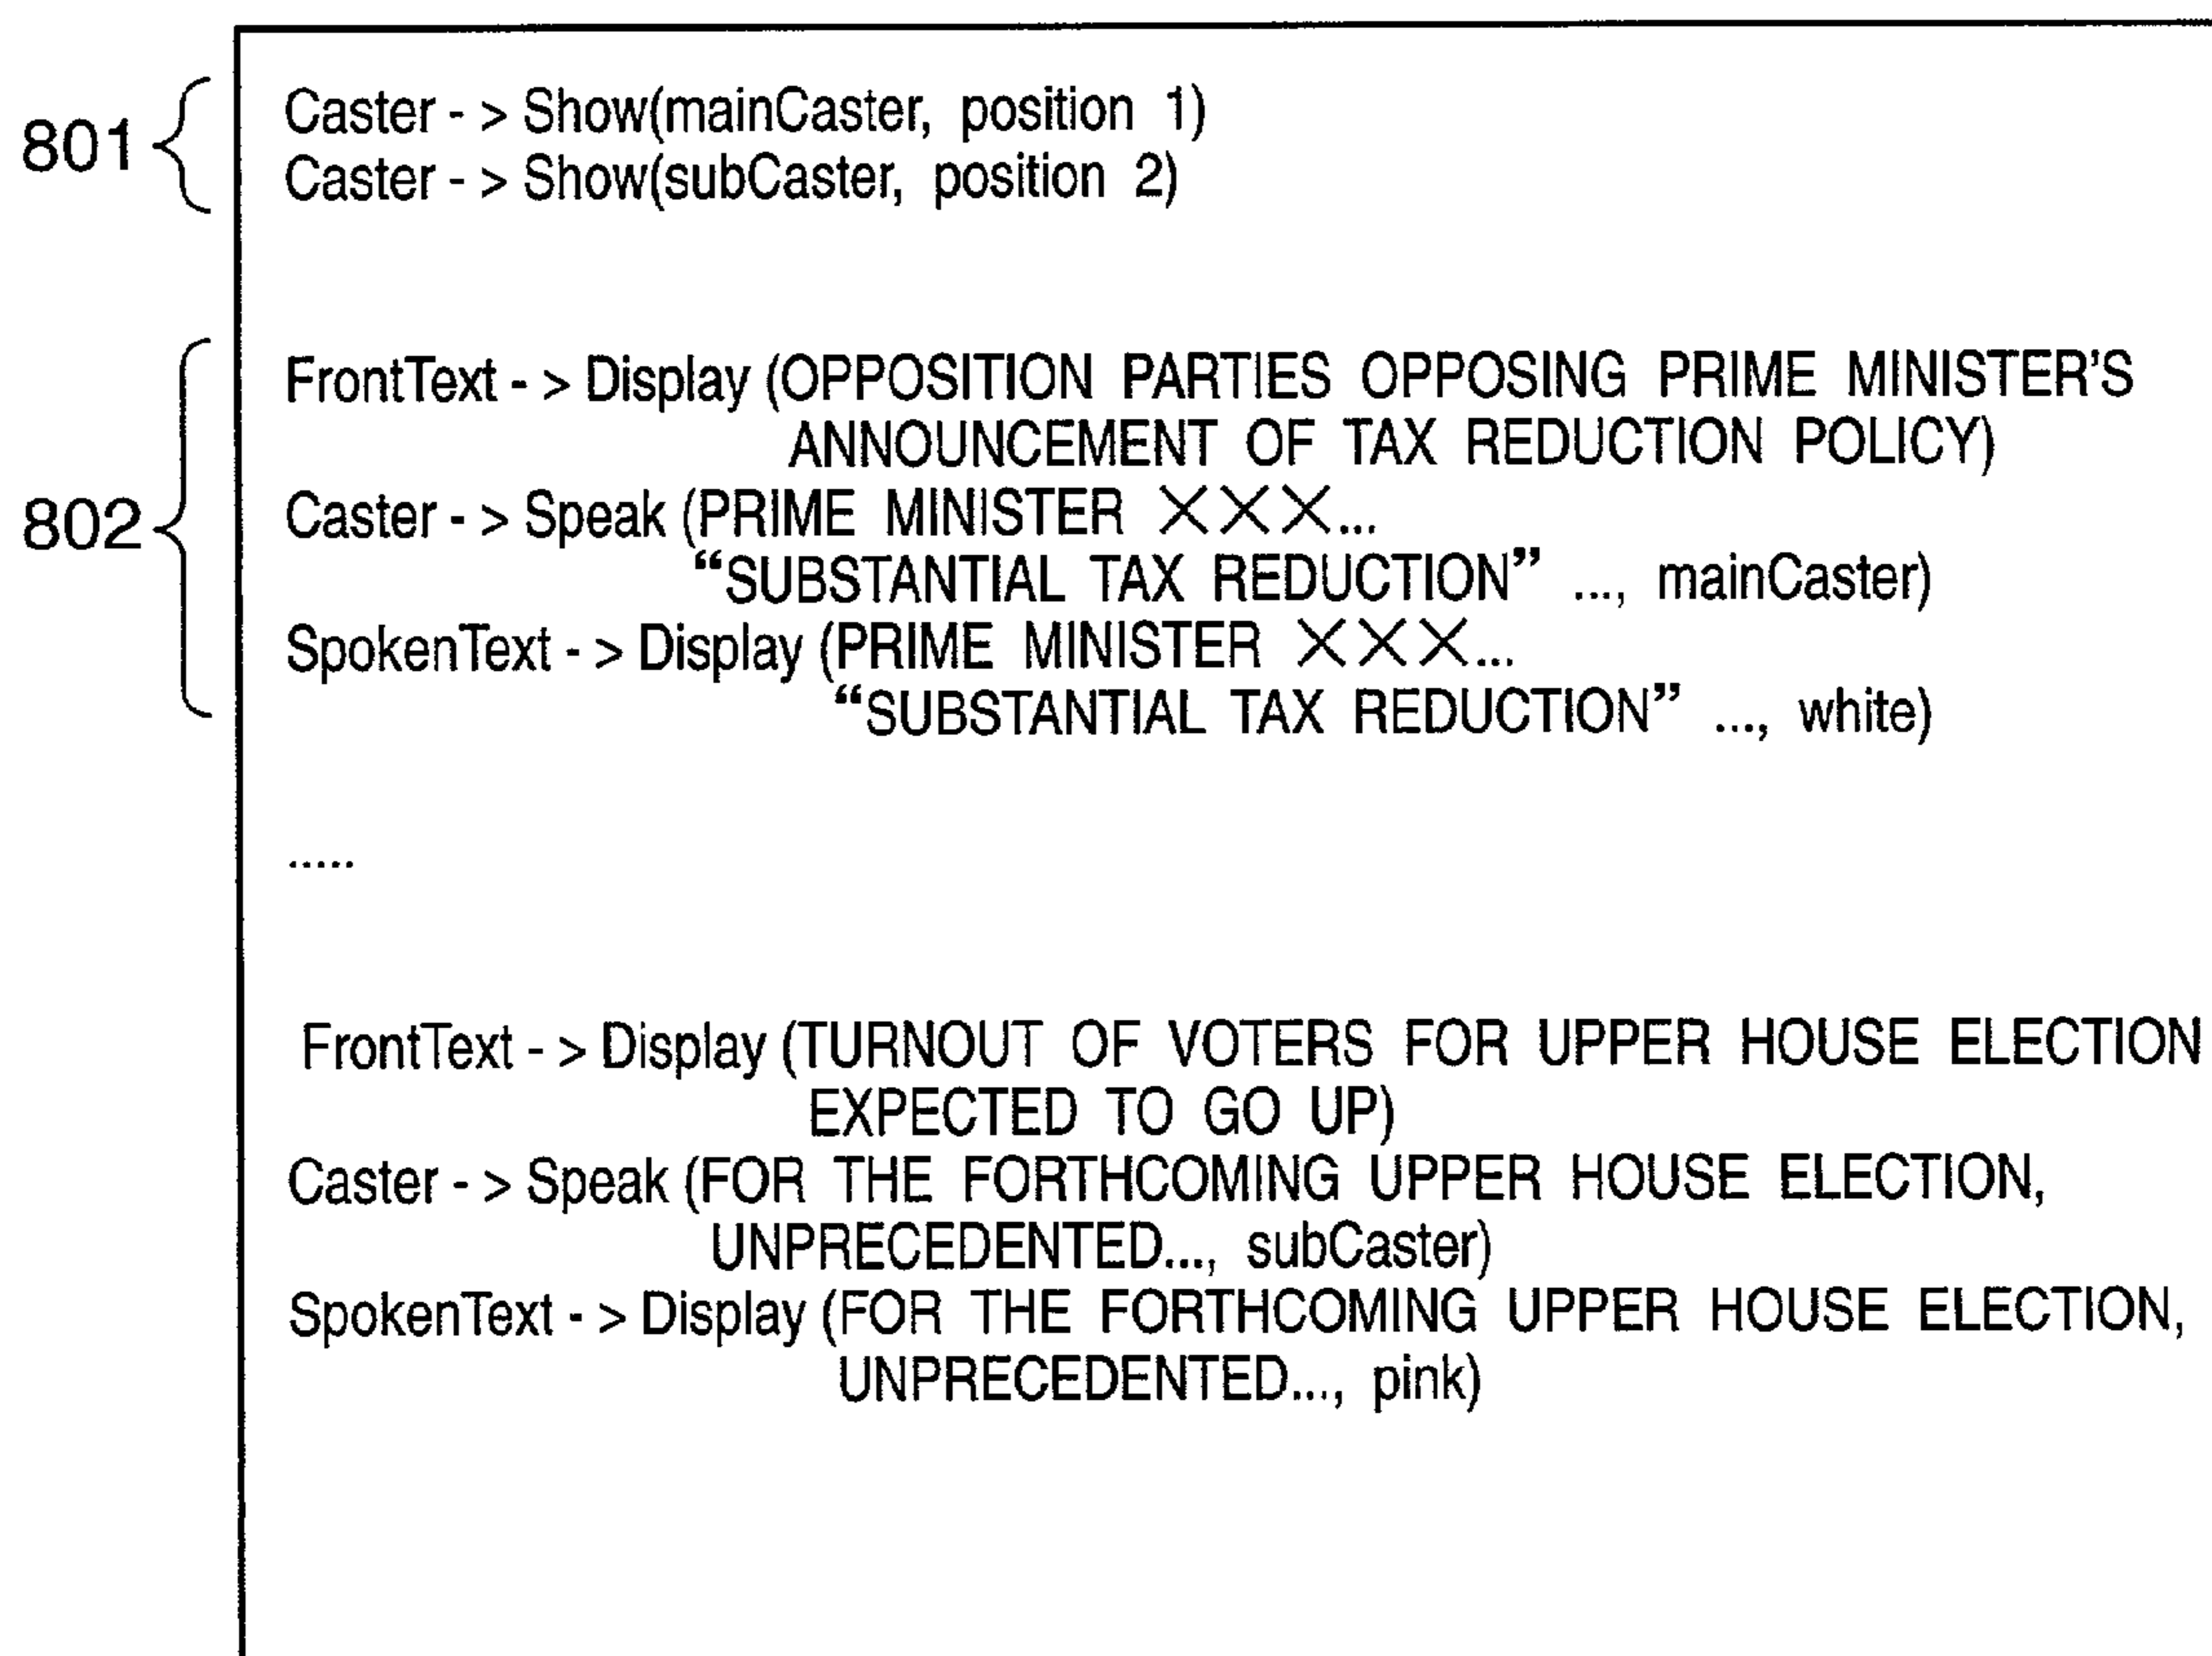 801
Caster - > Show(mainCaster, position 1)
Caster - > Show(subCaster, position 2)
802
FrontText - > Display (OPPOSITION PARTIES OPPOSING PRIME MINISTER'S
ANNOUNCEMENT OF TAX REDUCTION POLICY)
Caster - > Speak (PRIME MINISTER ×××...
“SUBSTANTIAL TAX REDUCTION” ..., mainCaster)
SpokenText - > Display (PRIME MINISTER ×××...
“SUBSTANTIAL TAX REDUCTION” ..., white)
.....
FrontText - > Display (TURNOUT OF VOTERS FOR UPPER HOUSE ELECTION
EXPECTED TO GO UP)
Caster - > Speak (FOR THE FORTHCOMING UPPER HOUSE ELECTION,
UNPRECEDENTED..., subCaster)
SpokenText - > Display (FOR THE FORTHCOMING UPPER HOUSE ELECTION,
UNPRECEDENTED..., pink)